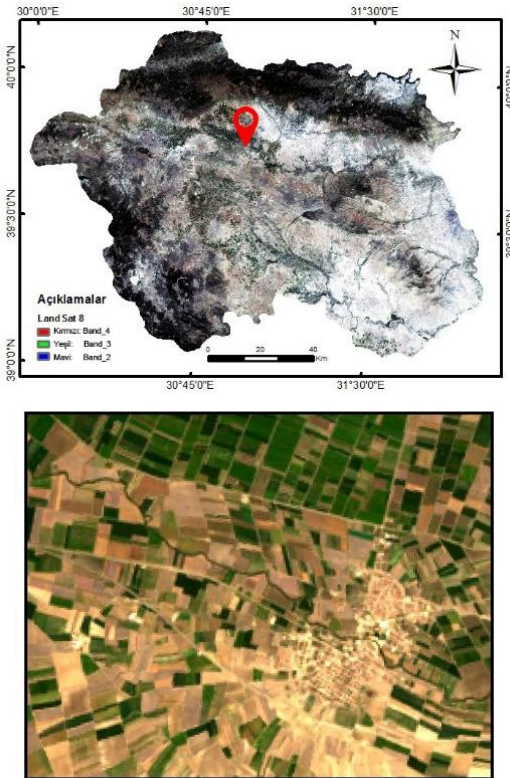 30°0'0"E 30°45'0"E 31°30'0"E
N
40°0'0"N
39°30'0"N
39°0'0"N
Açıklamalar
Land Sat 8
Kırmızı: Band_4
Yeşil: Band_3
Mavi: Band_2
0 20 40
Km
30°45'0"E 31°30'0"E